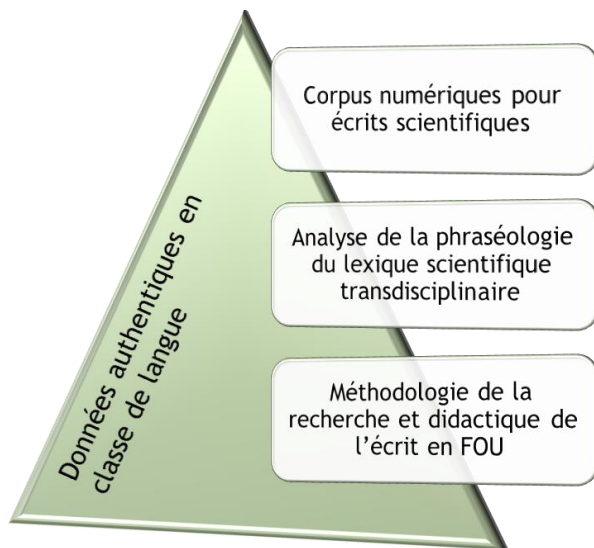 Corpus numériques pour
écrits scientifiques
Analyse de la phraséologie
du lexique scientifique
transdisciplinaire
Méthodologie de la
recherche et didactique de
l'écrit en FOU
Données authentiques en
classe de langue